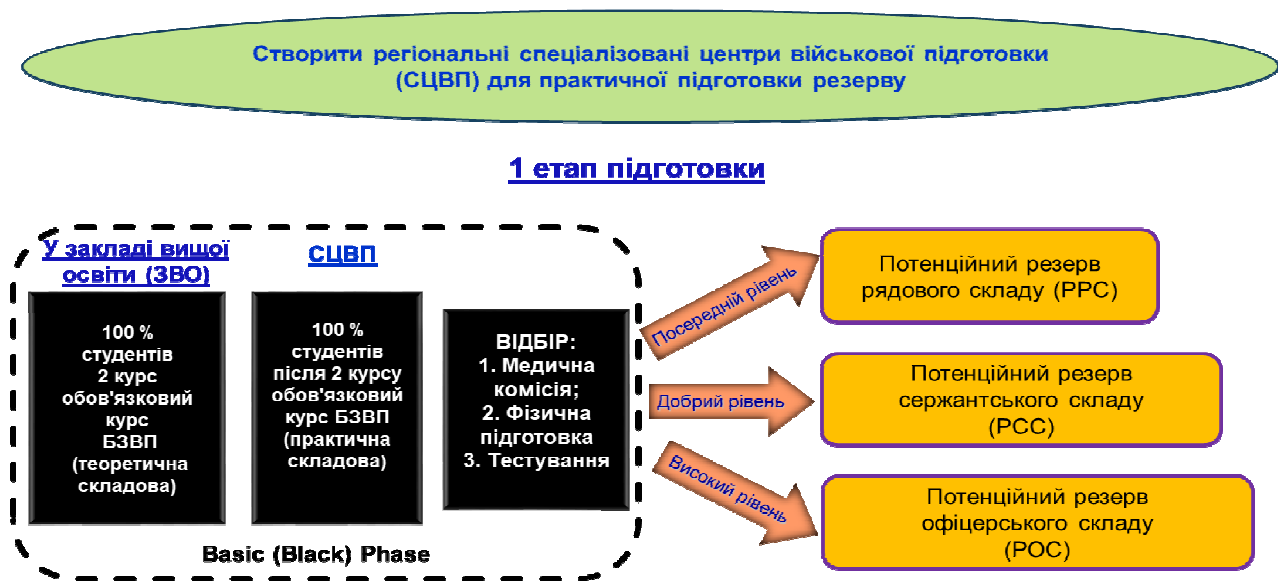 Створити регіональні спеціалізовані центри військової підготовки
(СЦВП) для практичної підготовки резерву
1 етап підготовки
У закладі вищої
освіти (ЗВО)
100 %
студентів
2 курс
обов'язковий
курс
БЗВП
(теоретична
складова)
СЦВП
100 %
студентів
після 2 курсу
обов'язковий
курс БЗВП
(практична
складова)
ВІДБІР:
1. Медична
комісія;
2. Фізична
підготовка
3. Тестування
Basic (Black) Phase
Посередній рівень
Потенційний резерв
рядового складу (РРС)
Добрий рівень
Потенційний резерв
сержантського складу
(РСС)
Високий рівень
Потенційний резерв
офіцерського складу
(РОС)